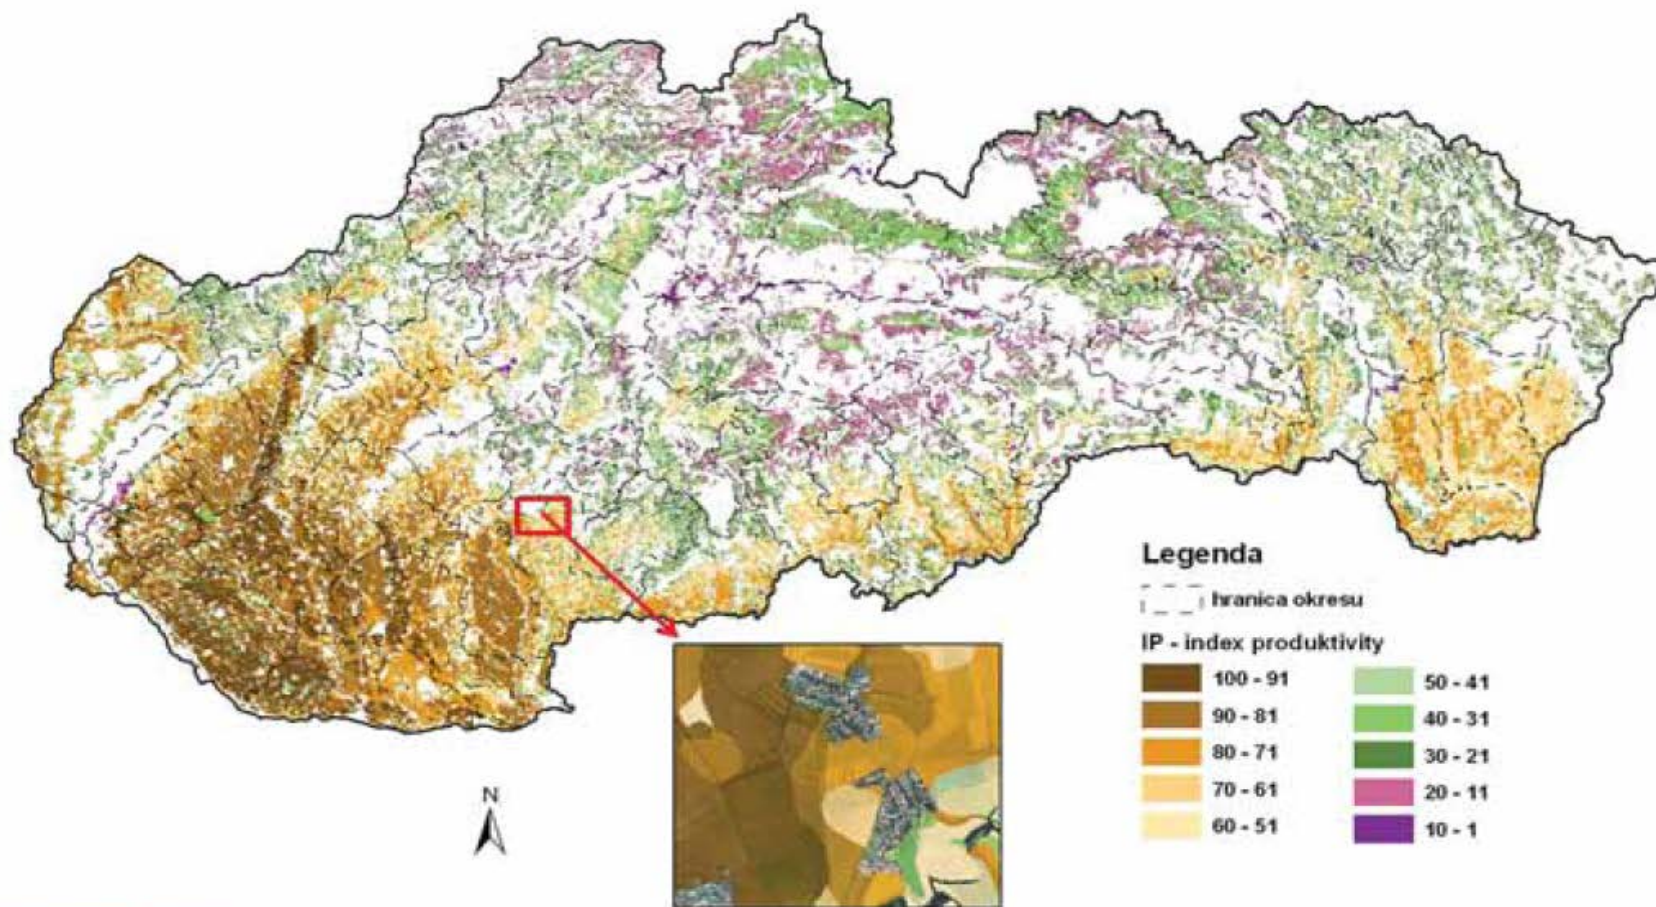 Legenda
hranica okresu
IP - index produktivity
100 - 91
90 - 81
80 - 71
70 - 61
60 - 51
50 - 41
40 - 31
30 - 21
20 - 11
10 - 1
N